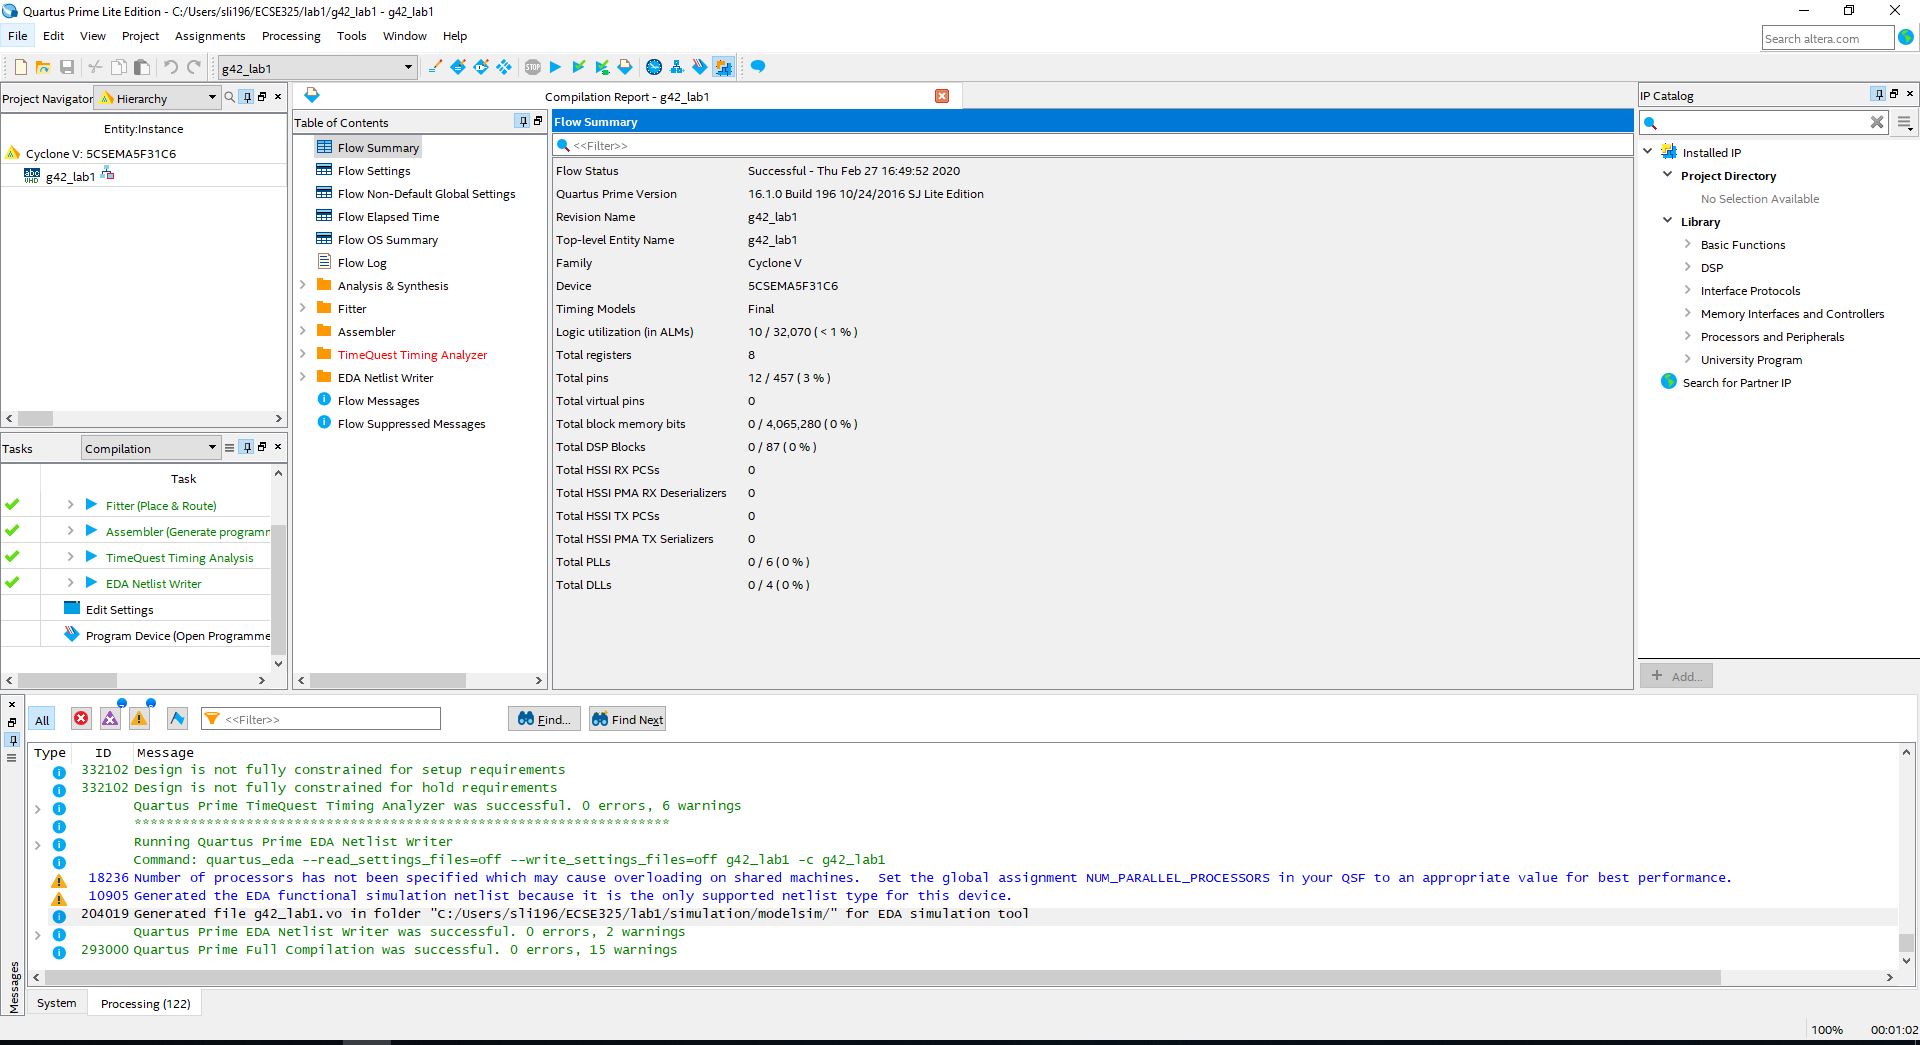 Quartus Prime Lite Edition - C:/Users/sli196/ECSE325/lab1/g42_lab1 - g42_lab1
File Edit View Project Assignments Processing Tools Window Help
Search altera.com
g42_lab1
Project Navigator Hierarchy
Entity:Instance
Cyclone V: 5CSEMA5F31C6
g42_lab1
Tasks Compilation
Task
Fitter (Place & Route)
Assembler (Generate programm
TimeQuest Timing Analysis
EDA Netlist Writer
Edit Settings
Program Device (Open Programme
Compilation Report - g42_lab1
Table of Contents
Flow Summary
Flow Settings
Flow Non-Default Global Settings
Flow Elapsed Time
Flow OS Summary
Flow Log
Analysis & Synthesis
Fitter
Assembler
TimeQuest Timing Analyzer
EDA Netlist Writer
Flow Messages
Flow Suppressed Messages
Flow Summary
<<Filter>>
Flow Status Successful - Thu Feb 27 16:49:52 2020
Quartus Prime Version 16.1.0 Build 196 10/24/2016 SJ Lite Edition
Revision Name g42_lab1
Top-level Entity Name g42_lab1
Family Cyclone V
Device 5CSEMA5F31C6
Timing Models Final
Logic utilization (in ALMs) 10 / 32,070 ( < 1 % )
Total registers 8
Total pins 12 / 457 ( 3 % )
Total virtual pins 0
Total block memory bits 0 / 4,065,280 ( 0 % )
Total DSP Blocks 0 / 87 ( 0 % )
Total HSSI RX PCSs 0
Total HSSI PMA RX Deserializers 0
Total HSSI TX PCSs 0
Total HSSI PMA TX Serializers 0
Total PLLs 0 / 6 ( 0 % )
Total DLLs 0 / 4 ( 0 % )
IP Catalog
Installed IP
Project Directory
No Selection Available
Library
Basic Functions
DSP
Interface Protocols
Memory Interfaces and Controllers
Processors and Peripherals
University Program
Search for Partner IP
+ Add...
All <<Filter>> Find... Find Next
Type ID Message
332102 Design is not fully constrained for setup requirements
332102 Design is not fully constrained for hold requirements
Quartus Prime TimeQuest Timing Analyzer was successful. 0 errors, 6 warnings
*******************************************************************
Running Quartus Prime EDA Netlist Writer
Command: quartus_eda --read_settings_files=off --write_settings_files=off g42_lab1 -c g42_lab1
18236 Number of processors has not been specified which may cause overloading on shared machines.  Set the global assignment NUM_PARALLEL_PROCESSORS in your QSF to an appropriate value for best performance.
10905 Generated the EDA functional simulation netlist because it is the only supported netlist type for this device.
204019 Generated file g42_lab1.vo in folder "C:/Users/sli196/ECSE325/lab1/simulation/modelsim/" for EDA simulation tool
Quartus Prime EDA Netlist Writer was successful. 0 errors, 2 warnings
293000 Quartus Prime Full Compilation was successful. 0 errors, 15 warnings
Messages
System Processing (122)
100% 00:01:02